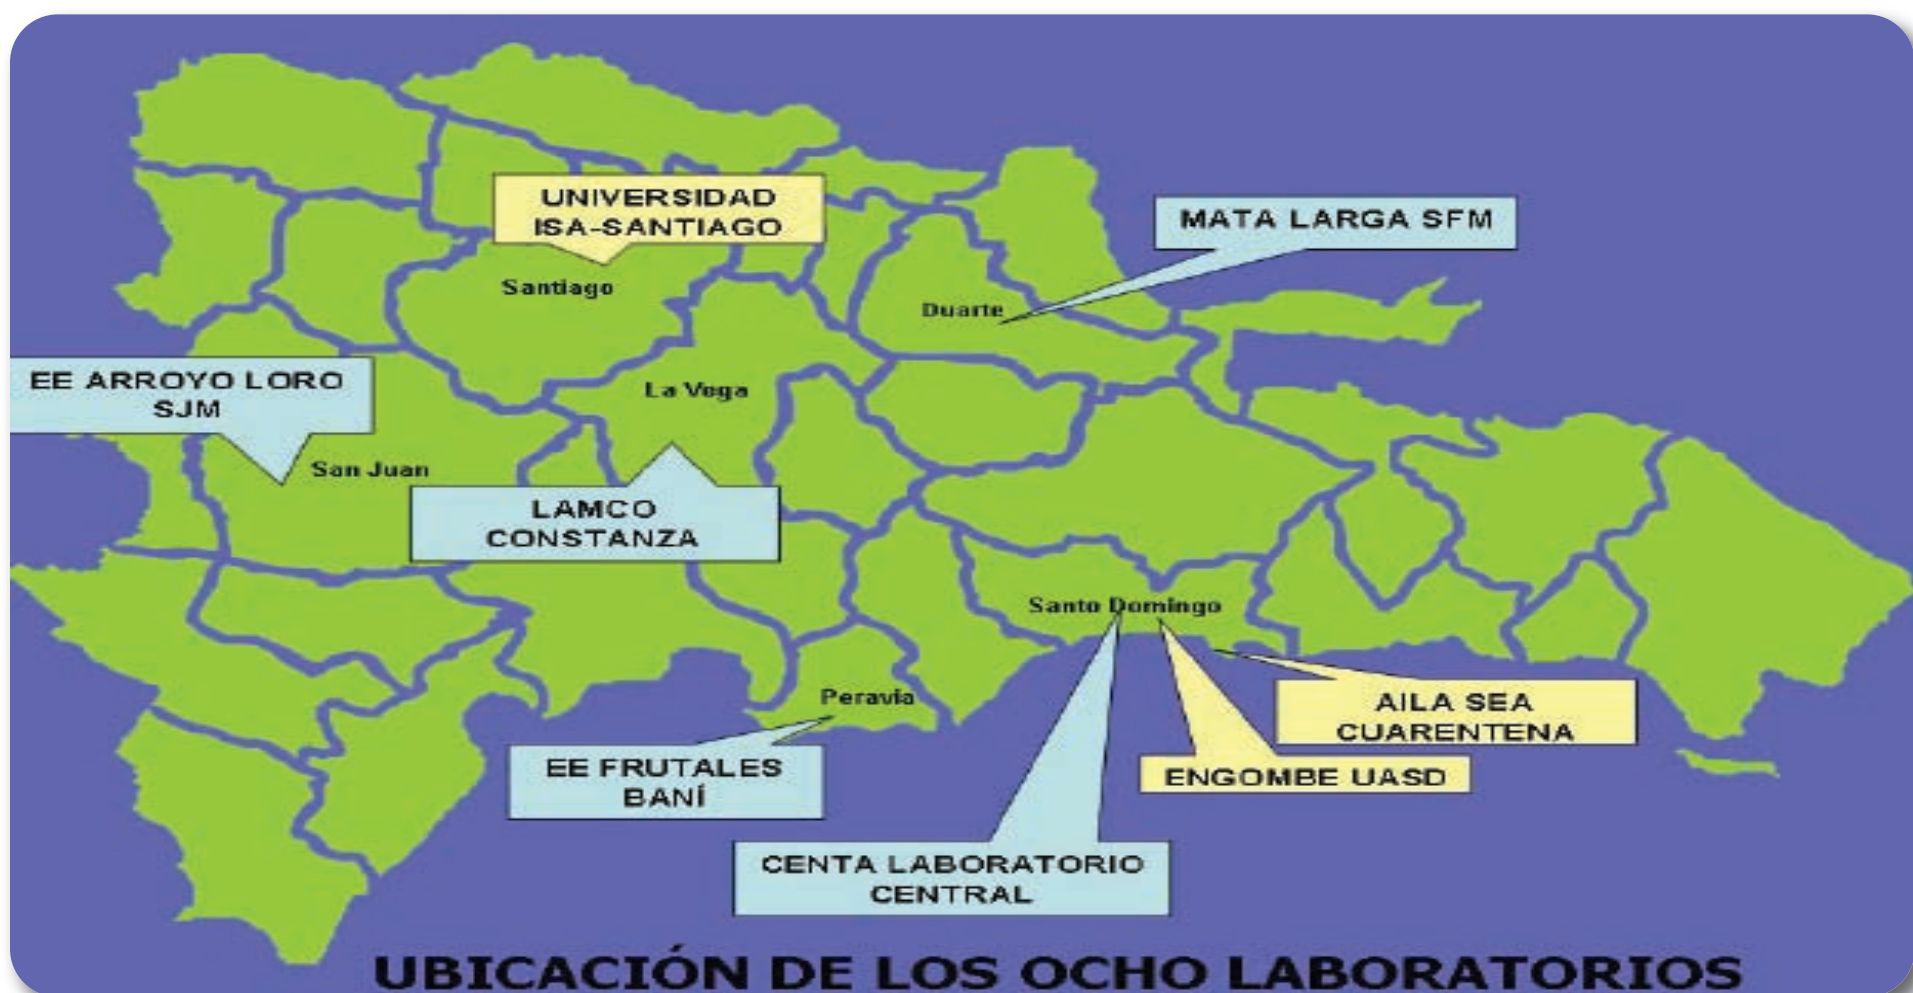 UNIVERSIDAD
ISA-SANTIAGO
MATA LARGA SFM
Santiago
Duarte
EE ARROYO LORO
SJM
La Vega
San Juan
LAMCO
CONSTANZA
Santo Domingo
Peravia
AILA SEA
CUARENTENA
EE FRUTALES
BANÍ
ENGOMBE UASD
CENTA LABORATORIO
CENTRAL
UBICACIÓN DE LOS OCHO LABORATORIOS